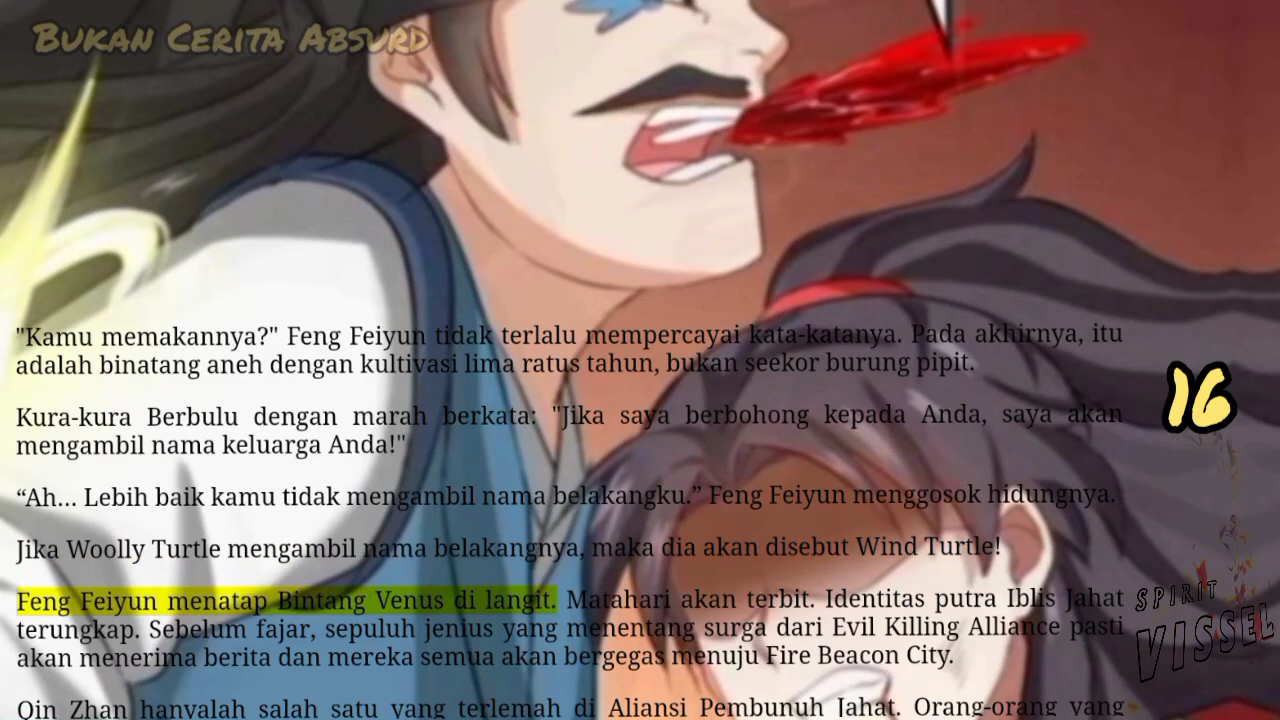 BUKAN CERITA ABSURD
"Kamu memakannya?" Feng Feiyun tidak terlalu mempercayai kata-katanya. Pada akhirnya, itu
adalah binatang aneh dengan kultivasi lima ratus tahun, bukan seekor burung pipit.
Kura-kura Berbulu dengan marah berkata: "Jika saya berbohong kepada Anda, saya akan
mengambil nama keluarga Anda!"
“Ah... Lebih baik kamu tidak mengambil nama belakangku.” Feng Feiyun menggosok hidungnya.
Jika Woolly Turtle mengambil nama belakangnya, maka dia akan disebut Wind Turtle!
Feng Feiyun menatap Bintang Venus di langit. Matahari akan terbit. Identitas putra Iblis Jahat
terungkap. Sebelum fajar, sepuluh jenius yang menentang surga dari Evil Killing Alliance pasti
akan menerima berita dan mereka semua akan bergegas menuju Fire Beacon City.
Qin Zhan hanyalah salah satu yang terlemah di Aliansi Pembunuh Jahat. Orang-orang yang
16
SPIRIT
VISSEL